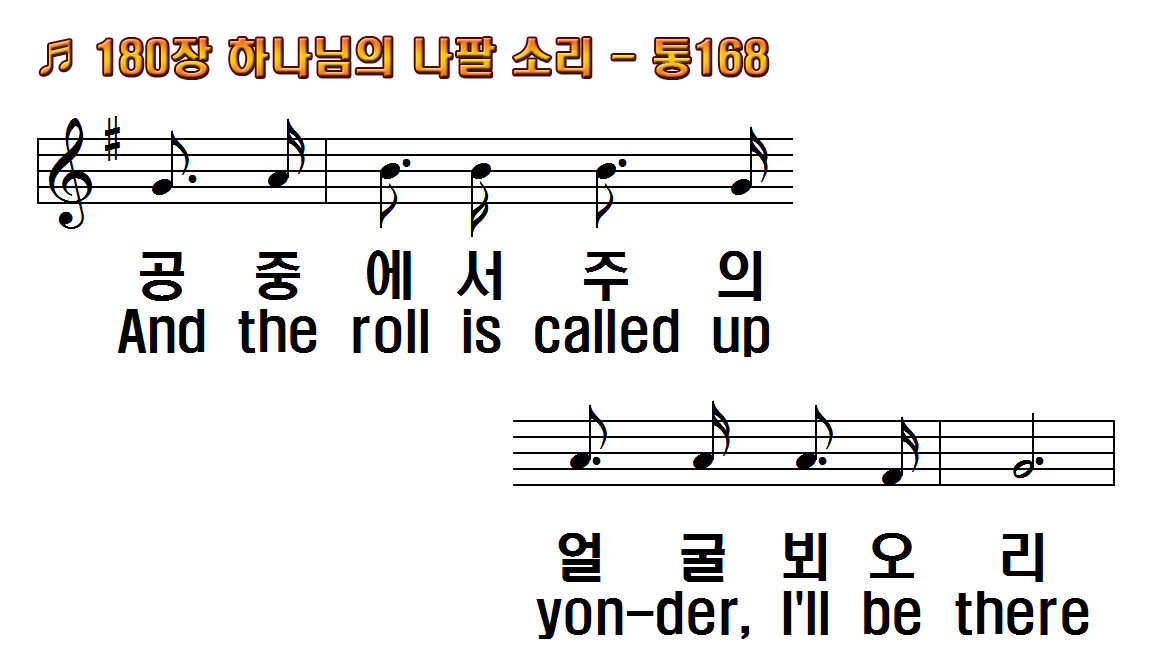 ♬ 180장 하나님의 나팔 소리 - 통168
공 중 에 서 주 의
And the roll is called up
얼 굴 뵈 오 리
yon-der, I'll be there